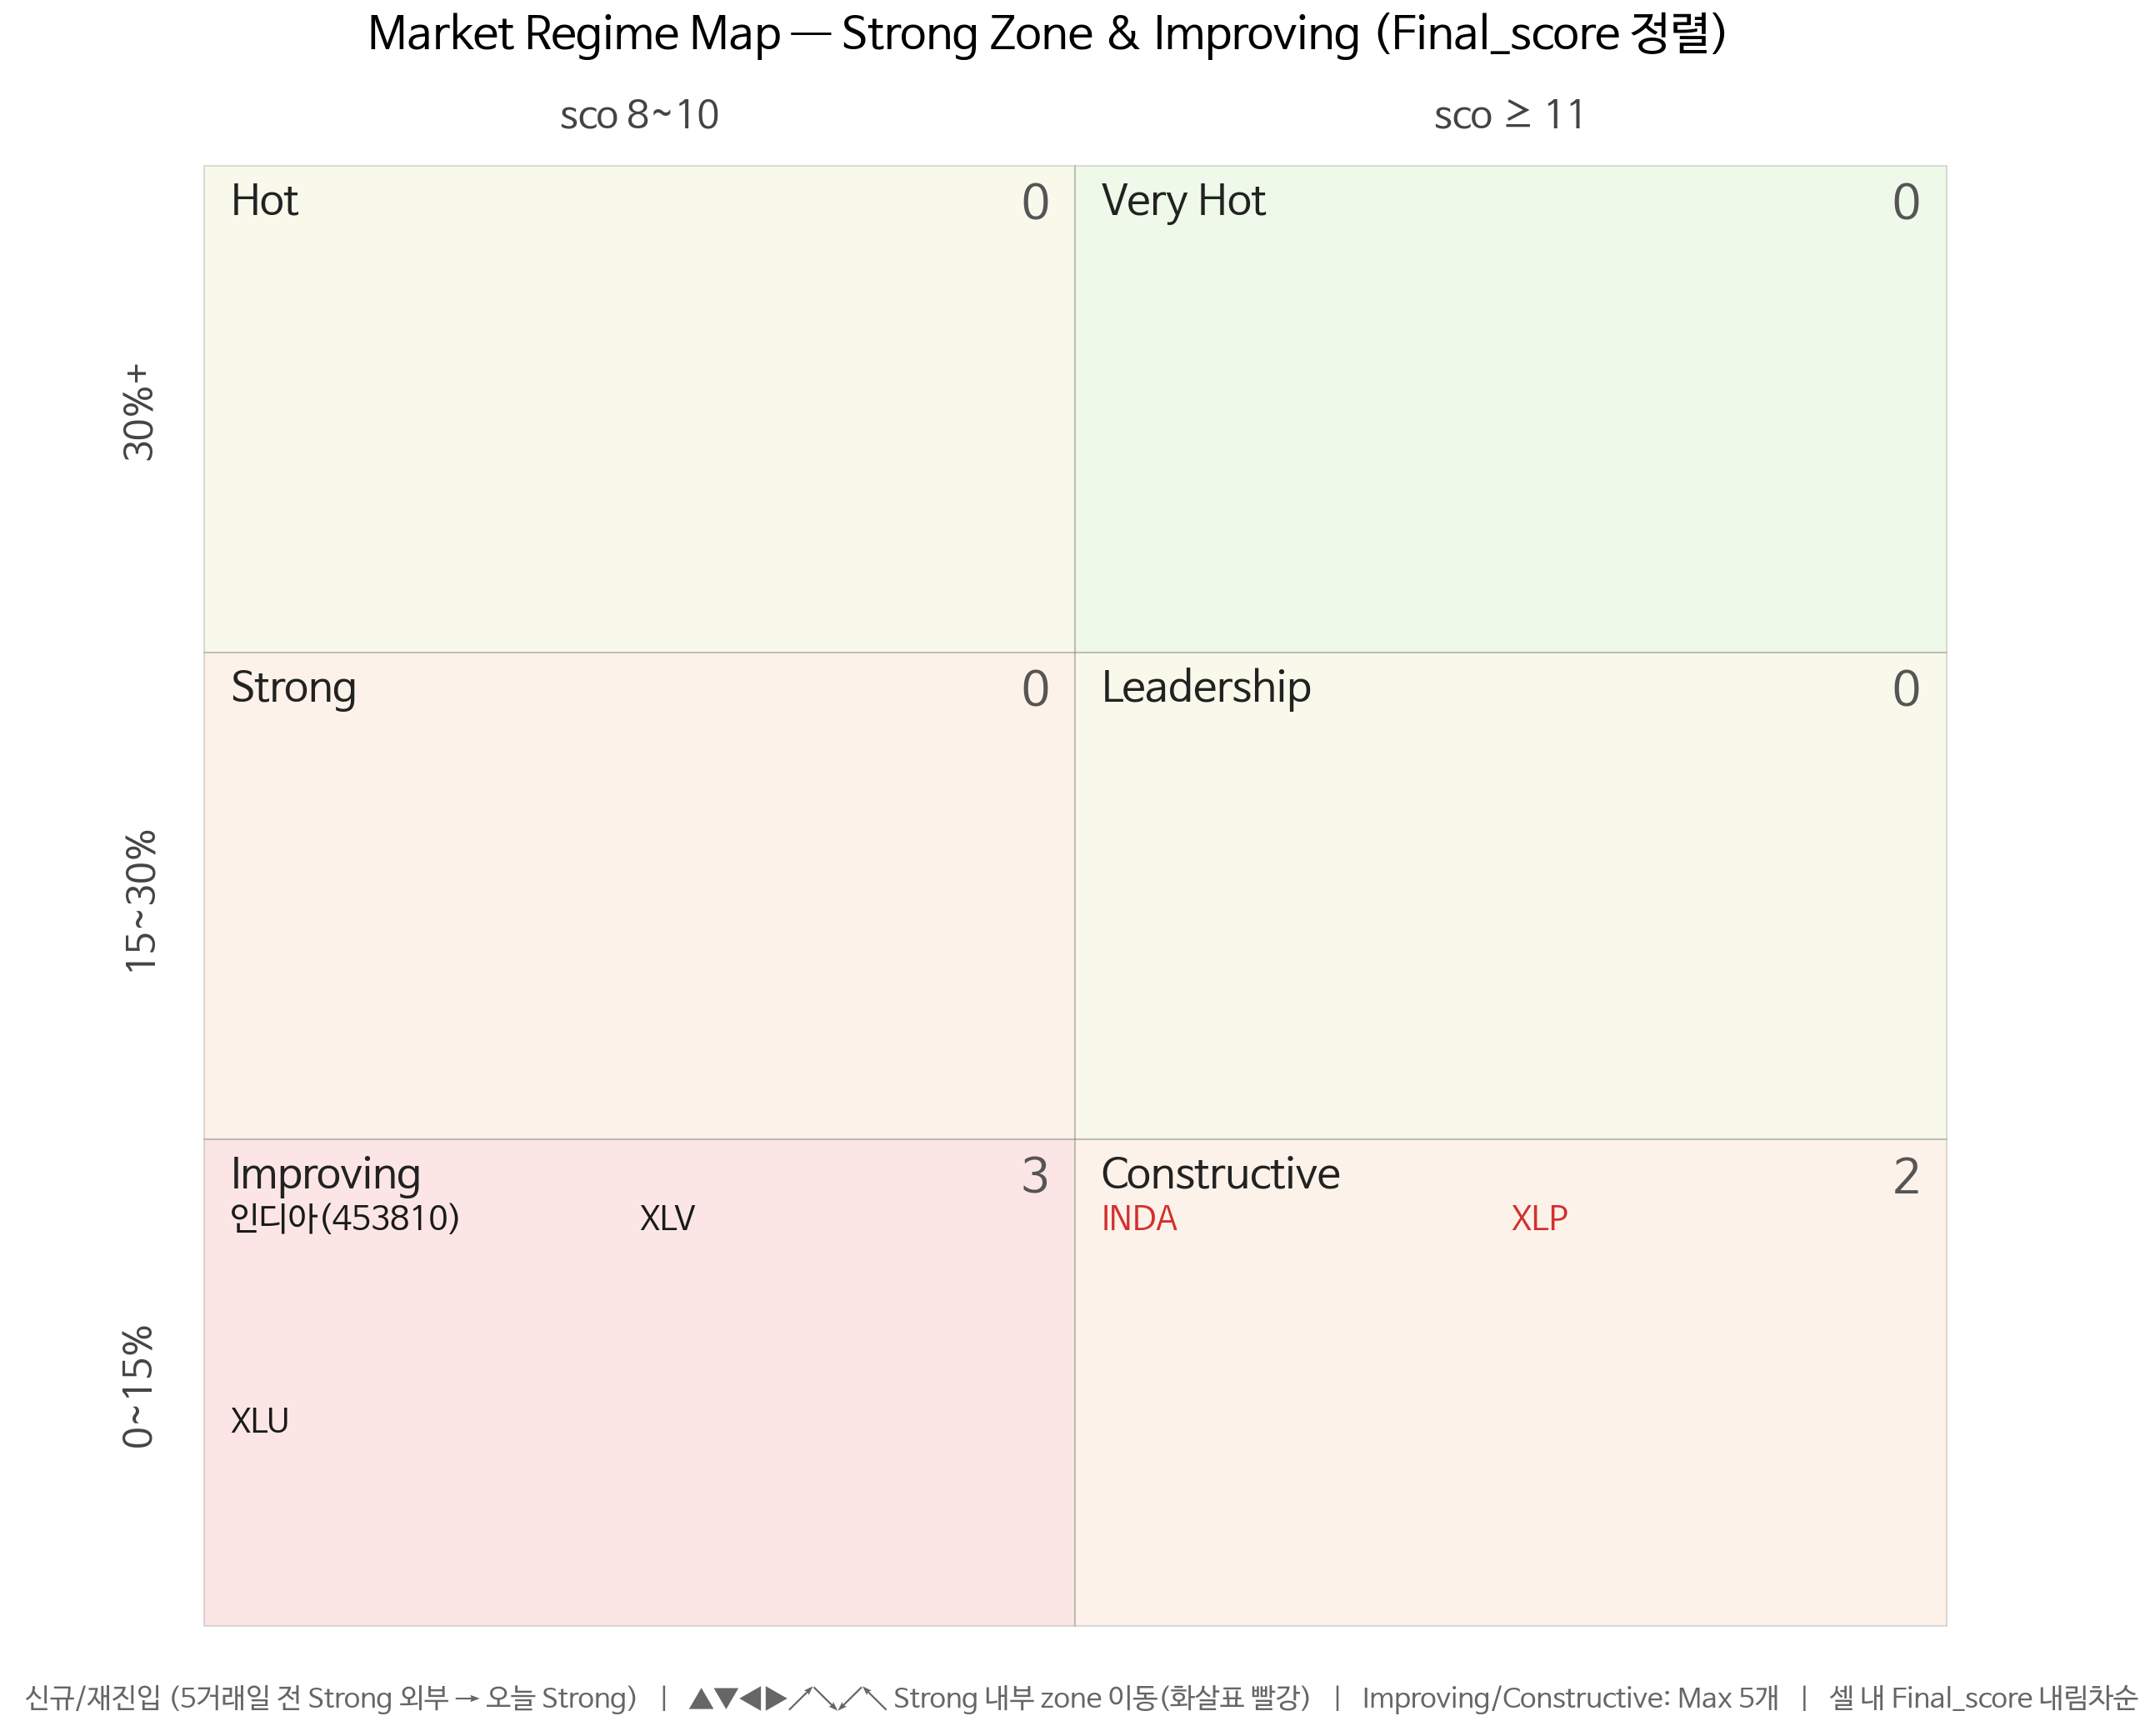 Market Regime Map — Strong Zone & Improving (Final_score 정렬)
sco 8~10
sco ≥ 11
30%+
Hot 0
Very Hot 0
15~30%
Strong 0
Leadership 0
0~15%
Improving 3
인디아(453810) XLV
XLU
Constructive 2
INDA XLP
신규/재진입 (5거래일 전 Strong 외부 → 오늘 Strong) | ▲▼◀▶↗↘↙↖ Strong 내부 zone 이동(화살표 빨강) | Improving/Constructive: Max 5개 | 셀 내 Final_score 내림차순